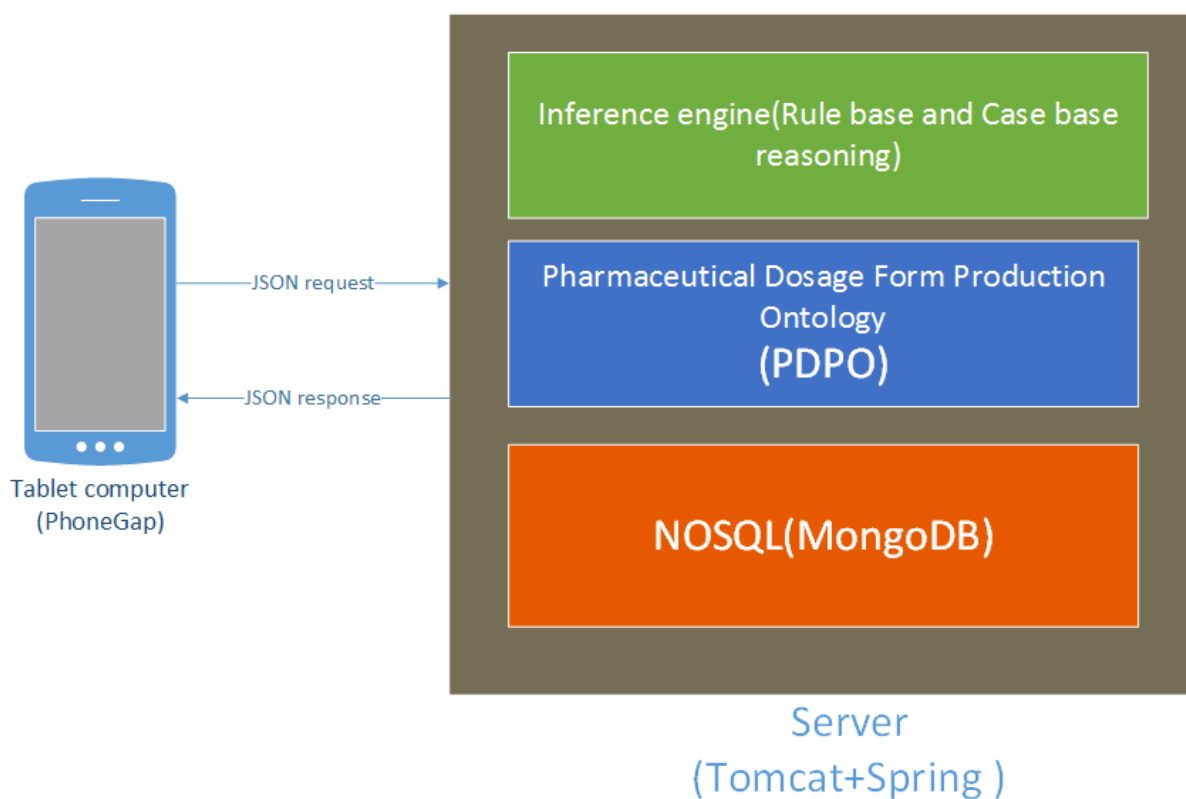 Inference engine(Rule base and Case base
reasoning)
Pharmaceutical Dosage Form Production
Ontology
(PDPO)
JSON request
JSON response
Tablet computer
(PhoneGap)
NOSQL(MongoDB)
Server
(Tomcat+Spring )